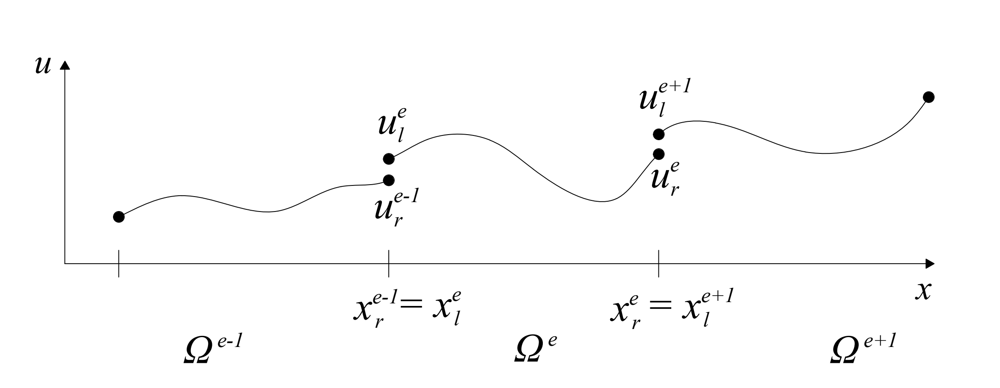 u
u_l^{e+1}
u_l^e
u_r^e
u_r^{e-1}
x
x_r^{e-1} = x_l^e
x_r^e = x_l^{e+1}
Ω^{e-1}
Ω^e
Ω^{e+1}